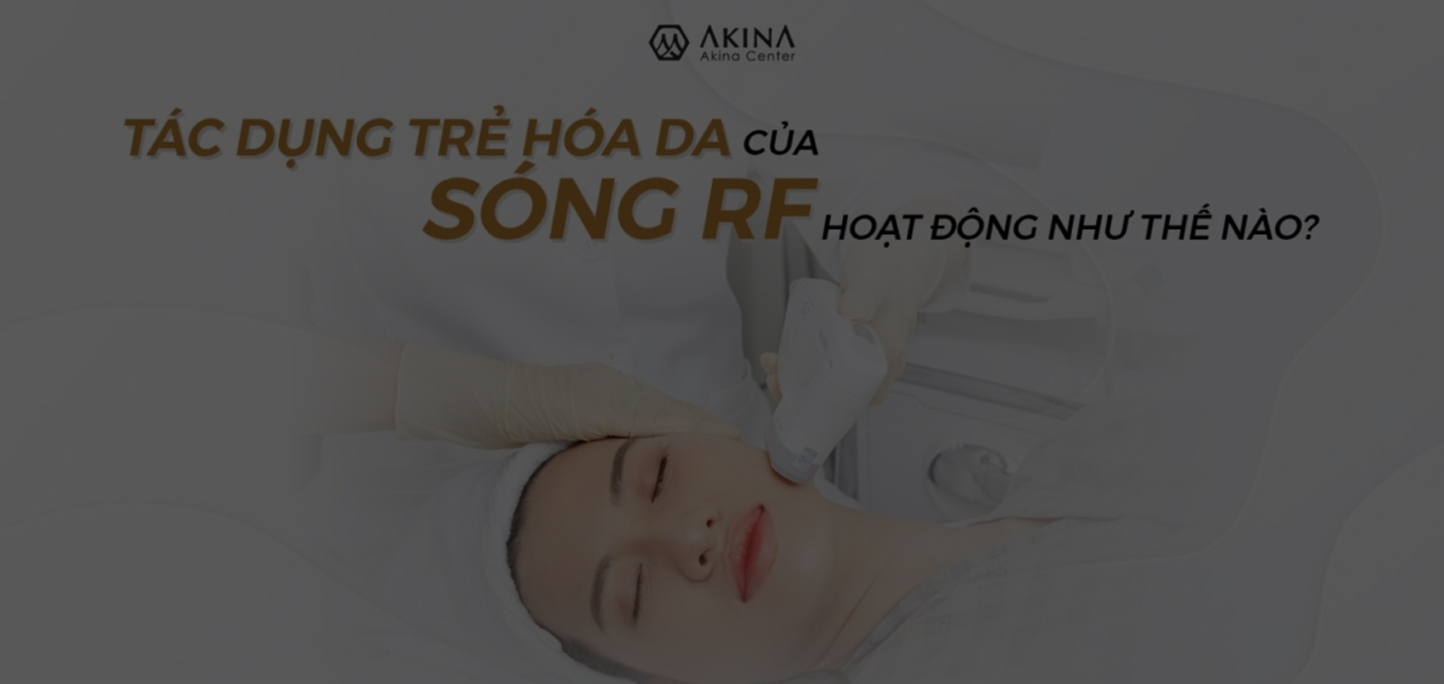 AKINA
Akina Center
TÁC DỤNG TRẺ HÓA DA CỦA
SÓNG RF HOẠT ĐỘNG NHƯ THẾ NÀO?